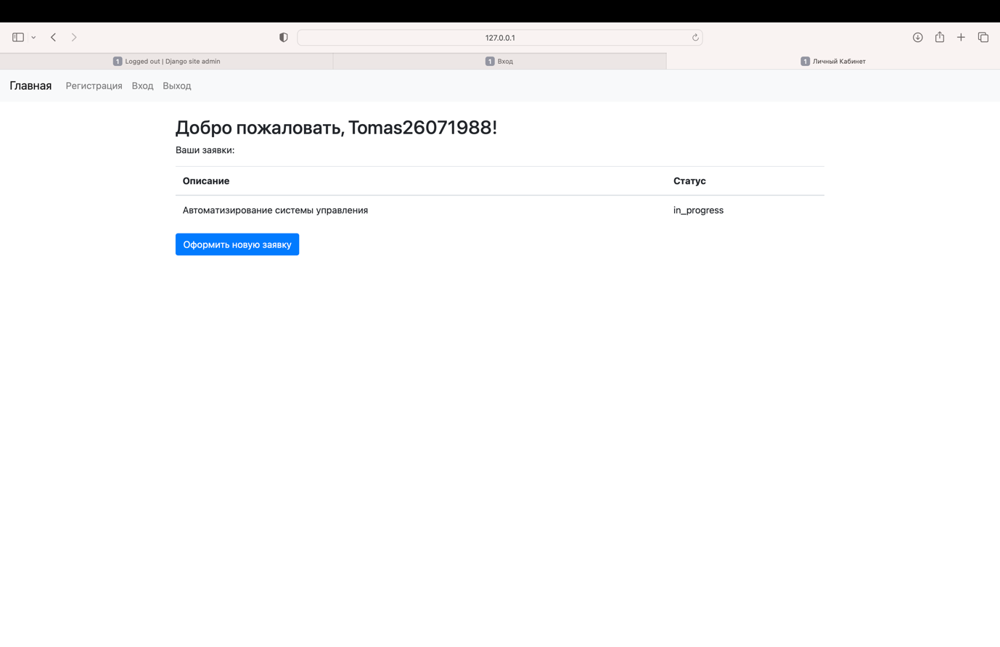 127.0.0.1
1 Logged out | Django site admin
1 Вход
1 Личный Кабинет
Главная Регистрация Вход Выход
Добро пожаловать, Tomas26071988!
Ваши заявки:
Описание Статус
Автоматизирование системы управления in_progress
Оформить новую заявку